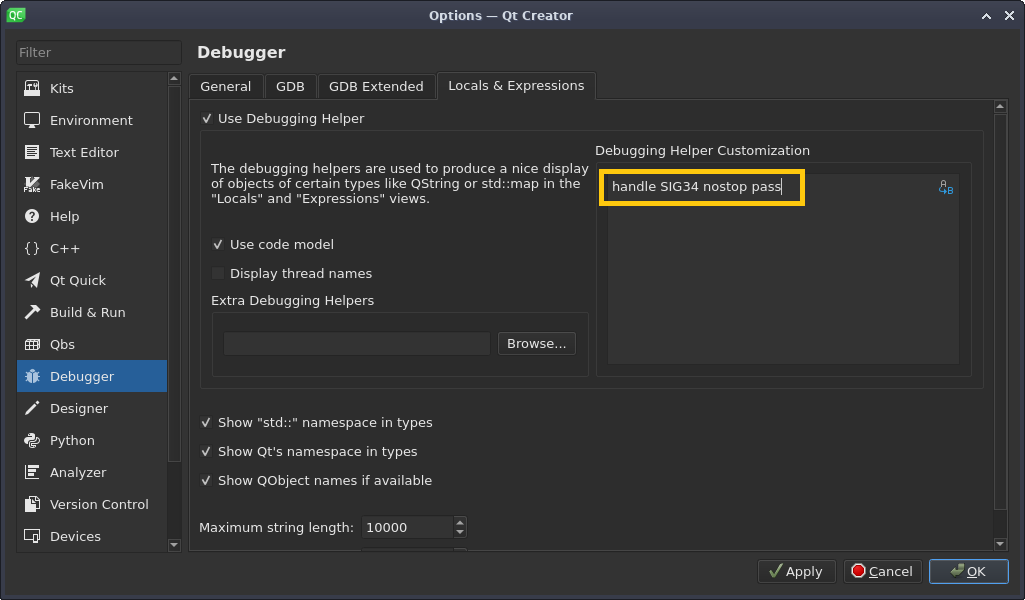 QC
Options — Qt Creator
Filter
Kits
Environment
Text Editor
FakeVim
Help
C++
Qt Quick
Build & Run
Qbs
Debugger
Designer
Python
Analyzer
Version Control
Devices
Debugger
General
GDB
GDB Extended
Locals & Expressions
Use Debugging Helper
The debugging helpers are used to produce a nice display
of objects of certain types like QString or std::map in the
"Locals" and "Expressions" views.
Use code model
Display thread names
Extra Debugging Helpers
Browse...
Debugging Helper Customization
handle SIG34 nostop pass
Show "std::" namespace in types
Show Qt's namespace in types
Show QObject names if available
Maximum string length:
10000
Apply
Cancel
OK